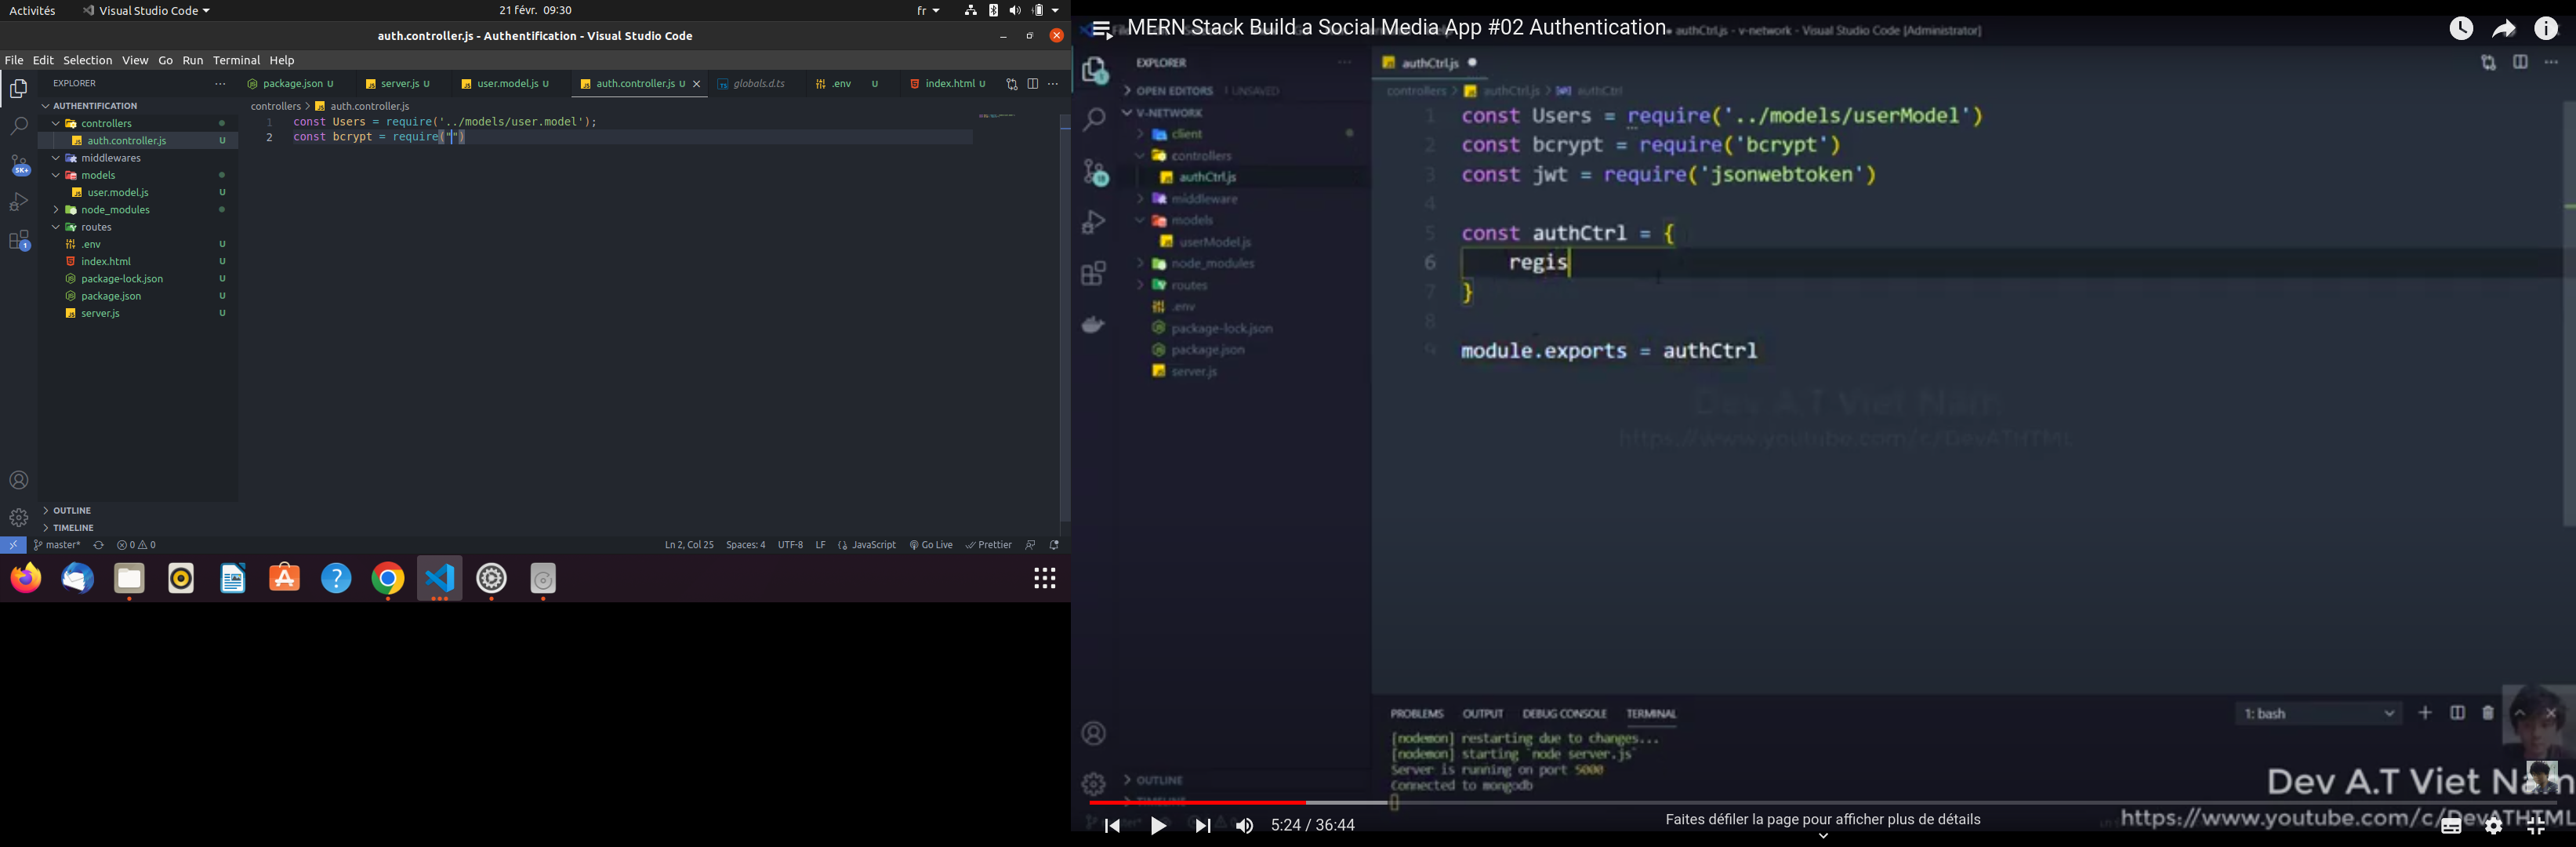 Activités
Visual Studio Code
21 févr. 09:30
fr
auth.controller.js - Authentification - Visual Studio Code
File Edit Selection View Go Run Terminal Help
EXPLORER
AUTHENTIFICATION
controllers
auth.controller.js U
middlewares
models
user.model.js U
node_modules
routes
.env U
index.html U
package-lock.json U
package.json U
server.js U
OUTLINE
TIMELINE
5K+
1
package.json U
server.js U
user.model.js U
auth.controller.js U
globals.d.ts
.env U
index.html U
controllers > auth.controller.js
1 const Users = require('../models/user.model');
2 const bcrypt = require("")
master*
0 0
Ln 2, Col 25
Spaces: 4
UTF-8
LF
JavaScript
Go Live
Prettier
MERN Stack Build a Social Media App #02 Authentication
authCtrl.js - v-network - Visual Studio Code [Administrator]
EXPLORER
OPEN EDITORS 1 UNSAVED
V-NETWORK
client
controllers
authCtrl.js
middleware
models
userModel.js
node_modules
routes
.env
package-lock.json
package.json
server.js
OUTLINE
authCtrl.js
controllers > authCtrl.js > authCtrl
1 const Users = require('../models/userModel')
2 const bcrypt = require('bcrypt')
3 const jwt = require('jsonwebtoken')
4
5 const authCtrl = {
6 regis
7 }
8
9 module.exports = authCtrl
Dev A.T Viet Nam
https://www.youtube.com/c/DevATHTML
PROBLEMS OUTPUT DEBUG CONSOLE TERMINAL
1: bash
[nodemon] restarting due to changes...
[nodemon] starting `node server.js`
Server is running on port 5000
Connected to mongodb
Dev A.T Viet Nam
https://www.youtube.com/c/DevATHTML
5:24 / 36:44
Faites défiler la page pour afficher plus de détails